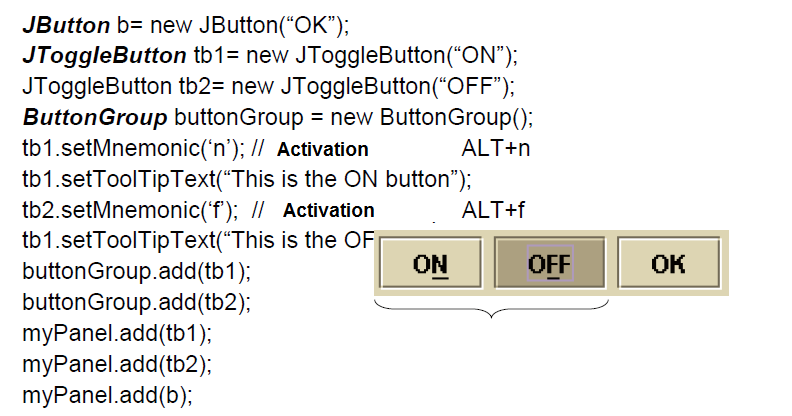 JButton b= new JButton(“OK”);
JToggleButton tb1= new JToggleButton(“ON”);
JToggleButton tb2= new JToggleButton(“OFF”);
ButtonGroup buttonGroup = new ButtonGroup();
tb1.setMnemonic(‘n’); // Activation ALT+n
tb1.setToolTipText(“This is the ON button”);
tb2.setMnemonic(‘f’); // Activation ALT+f
tb1.setToolTipText(“This is the OF
ON OFF OK
buttonGroup.add(tb1);
buttonGroup.add(tb2);
myPanel.add(tb1);
myPanel.add(tb2);
myPanel.add(b);